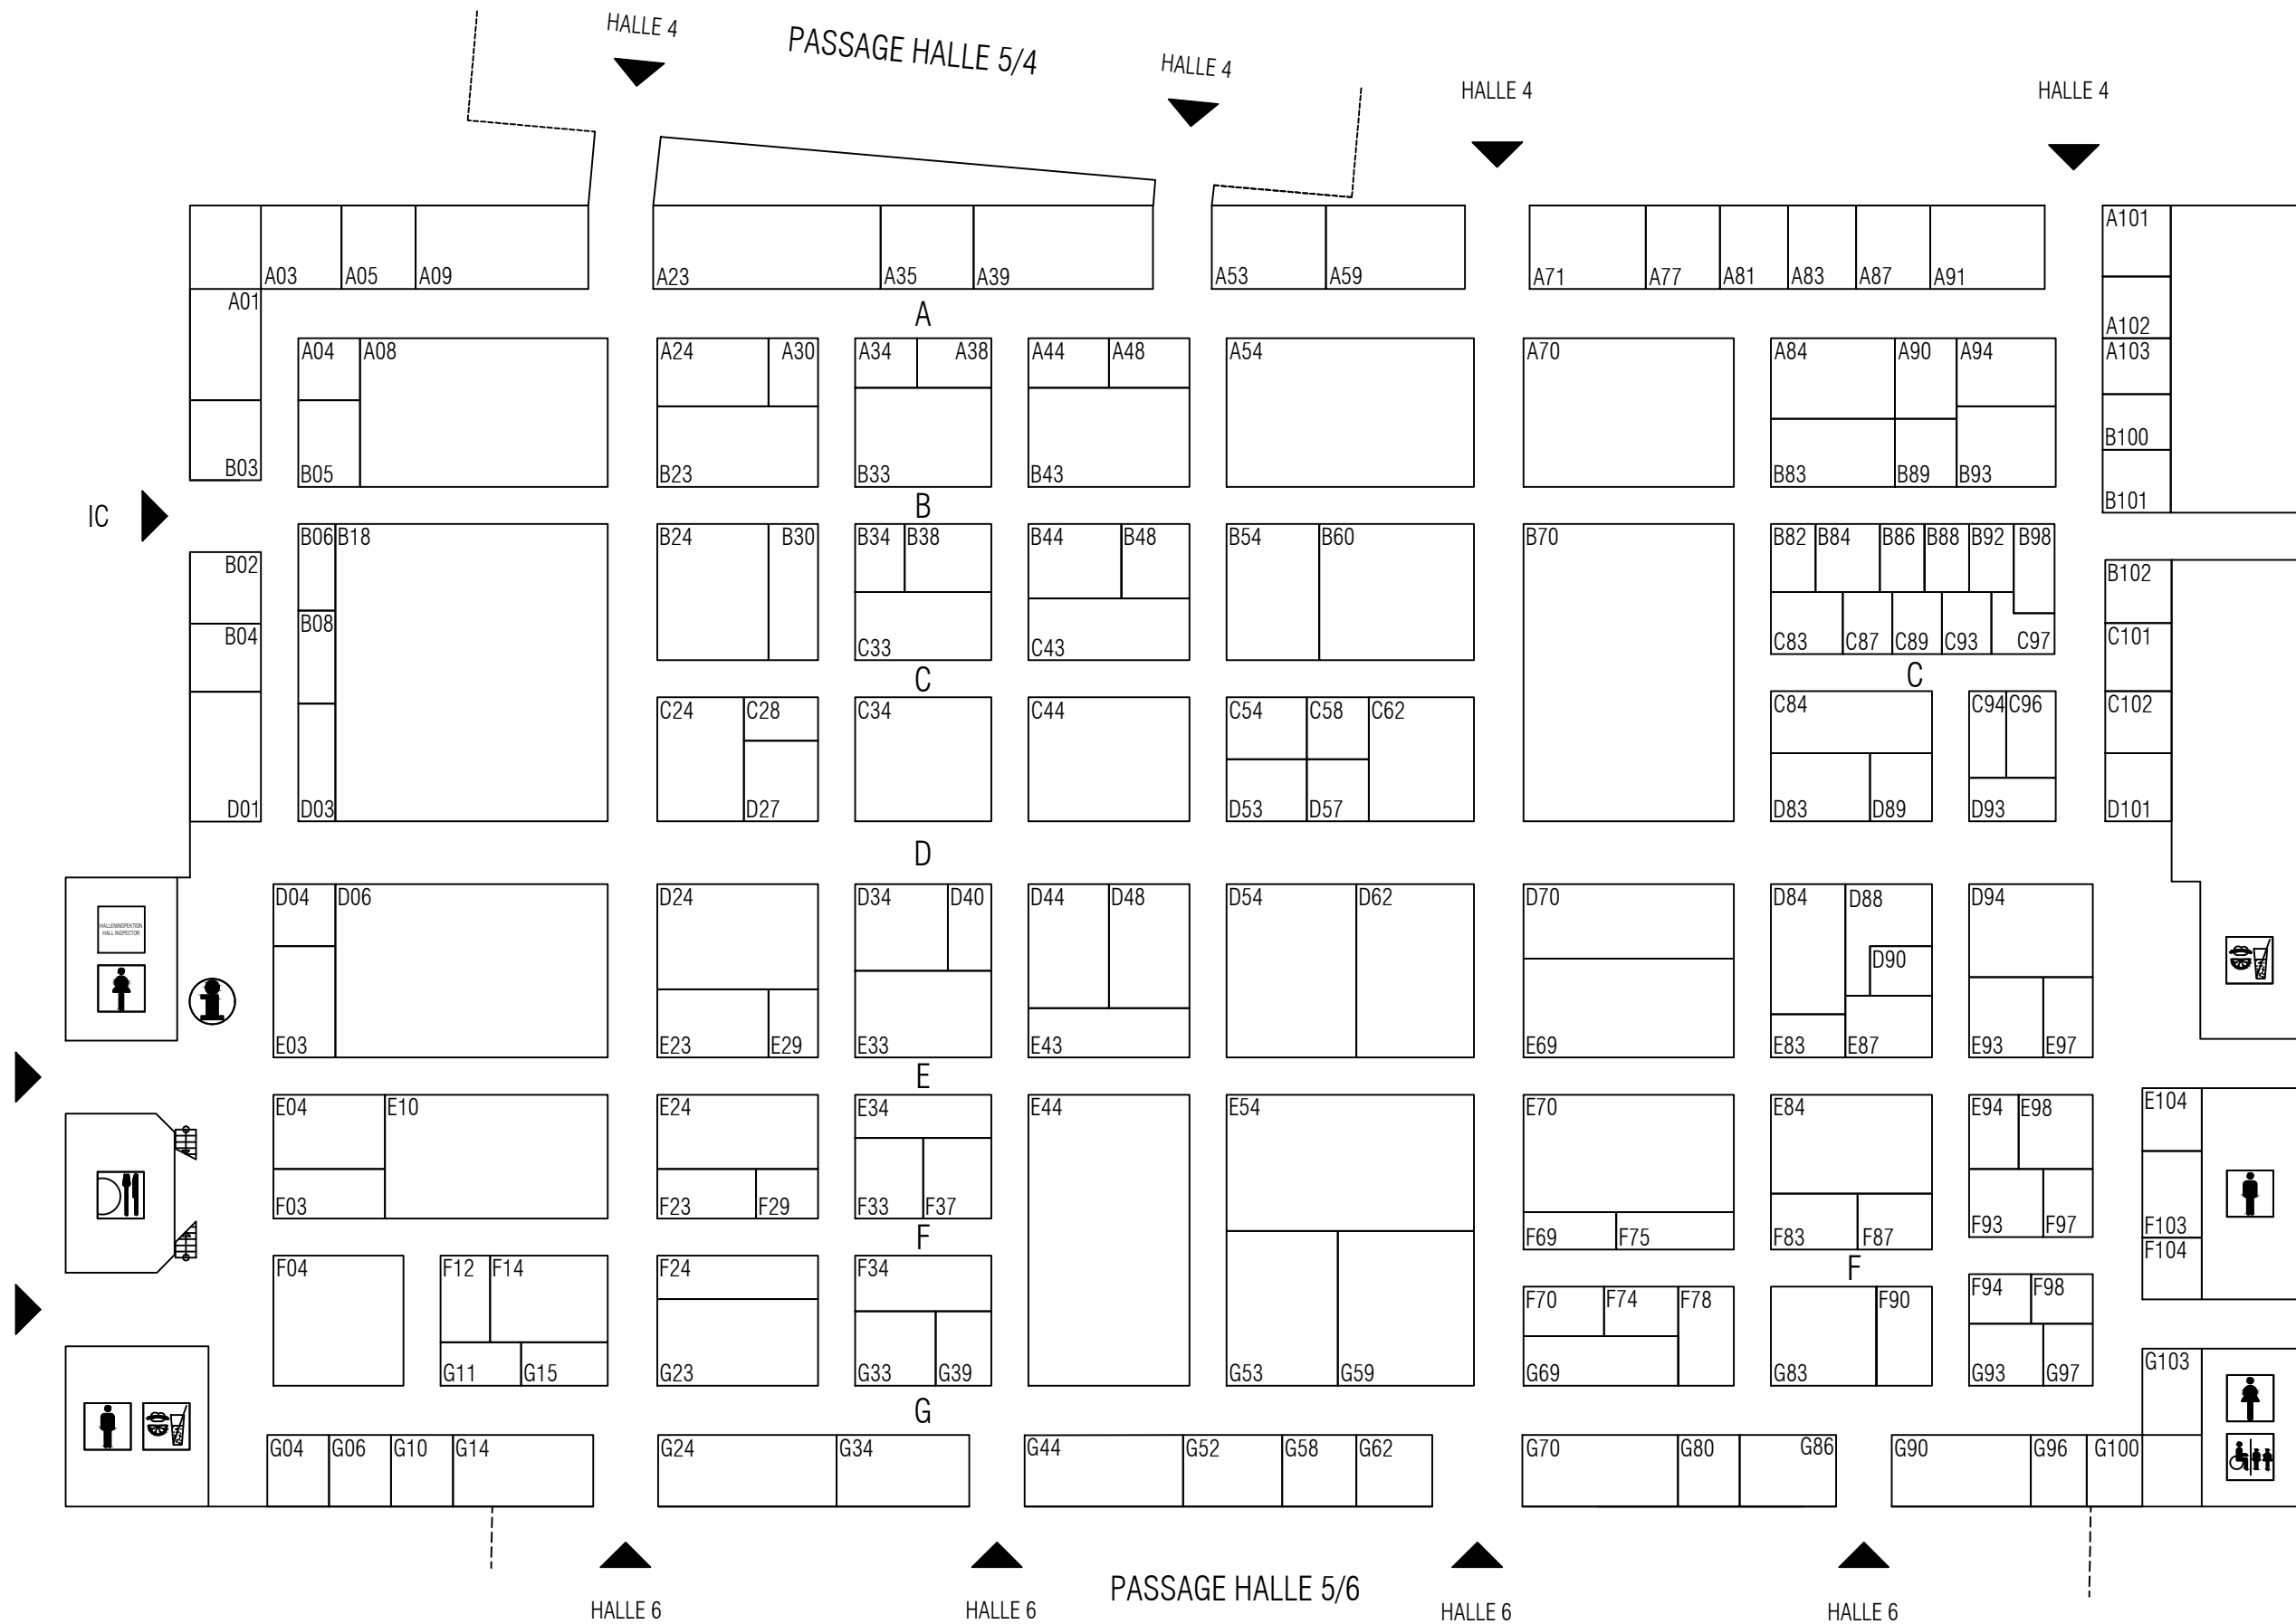 HALLE 4
PASSAGE HALLE 5/4
HALLE 4
HALLE 4
HALLE 4
A03 A05 A09 A23 A35 A39 A53 A59 A71 A77 A81 A83 A87 A91 A101
A01
A
A102
A04 A08 A24 A30 A34 A38 A44 A48 A54 A70 A84 A90 A94 A103
B100
B03 B05 B23 B33 B43 B83 B89 B93
B101
IC
B
B06 B18 B24 B30 B34 B38 B44 B48 B54 B60 B70 B82 B84 B86 B88 B92 B98
B02 B102
B08
B04 C33 C43 C83 C87 C89 C93 C97 C101
C C
C24 C28 C34 C44 C54 C58 C62 C84 C94 C96 C102
D01 D03 D27 D53 D57 D83 D89 D93 D101
D
D04 D06 D24 D34 D40 D44 D48 D54 D62 D70 D84 D88 D94
HALLENINSPEKTION
HALL INSPECTOR
D90
E03 E23 E29 E33 E43 E69 E83 E87 E93 E97
E
E04 E10 E24 E34 E44 E54 E70 E84 E94 E98 E104
F03 F23 F29 F33 F37 F69 F75 F83 F87 F93 F97 F103
F
F104
F04 F12 F14 F24 F34 F
F70 F74 F78 F90 F94 F98
G11 G15 G23 G33 G39 G53 G59 G69 G83 G93 G97 G103
G
G04 G06 G10 G14 G24 G34 G44 G52 G58 G62 G70 G80 G86 G90 G96 G100
PASSAGE HALLE 5/6
HALLE 6 HALLE 6 HALLE 6 HALLE 6